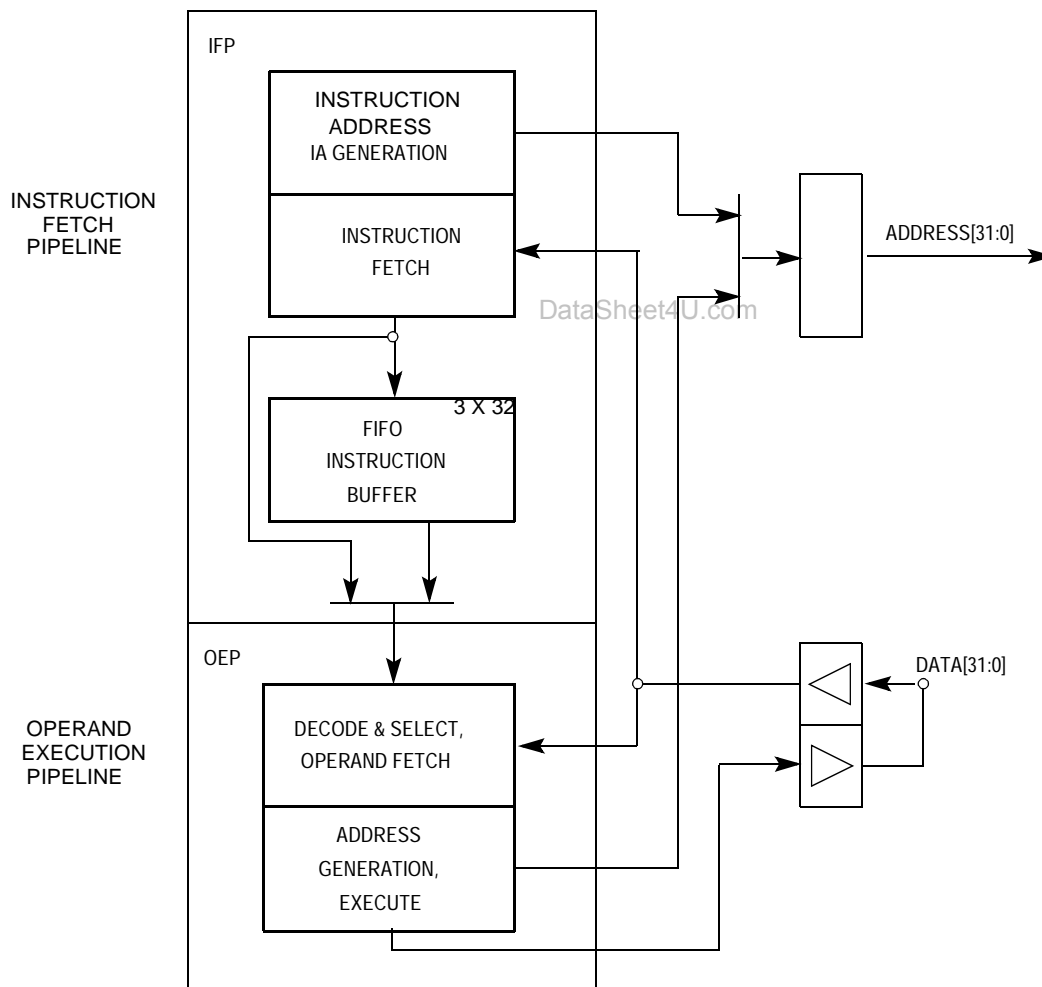 IFP
INSTRUCTION
ADDRESS
IA GENERATION
INSTRUCTION
FETCH
PIPELINE
INSTRUCTION
FETCH
ADDRESS[31:0]
DataSheet4U.com
3 X 32
FIFO
INSTRUCTION
BUFFER
OEP
DATA[31:0]
OPERAND
EXECUTION
PIPELINE
DECODE & SELECT,
OPERAND FETCH
ADDRESS
GENERATION,
EXECUTE